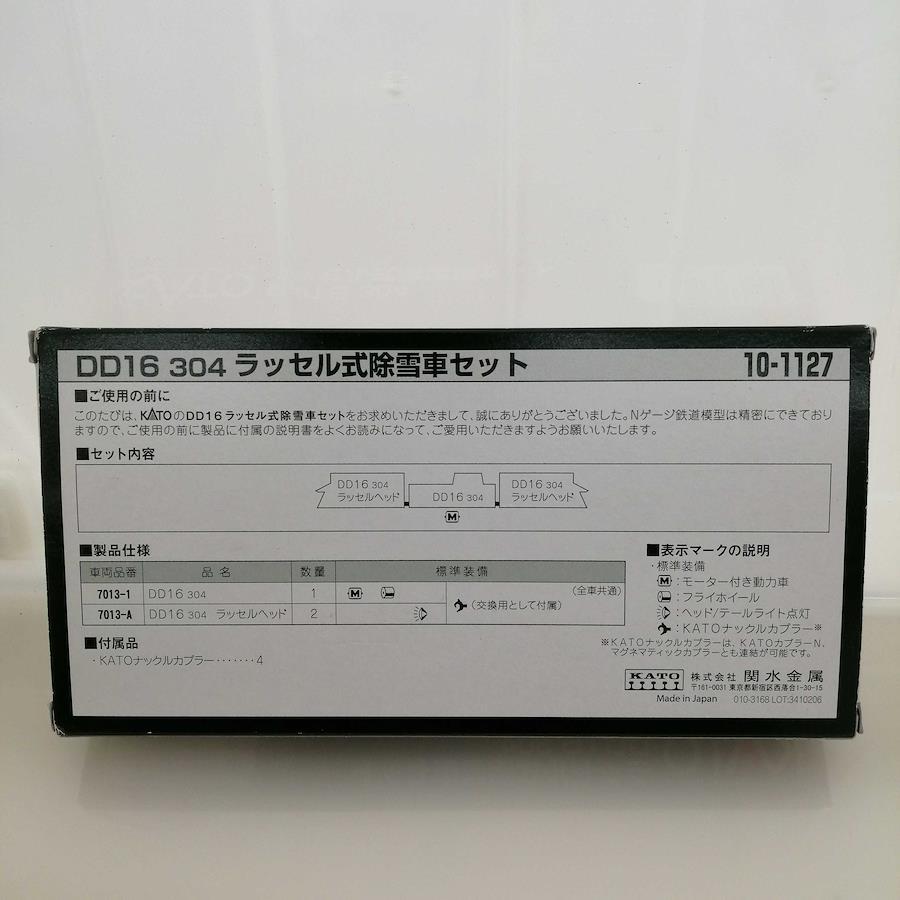 DD16 304 ラッセル式除雪車セット 10-1127
■ご使用の前に
このたびは、KATOのDD16ラッセル式除雪車セットをお求めいただきまして、誠にありがとうございました。Nゲージ鉄道模型は精密にできており
ますので、ご使用の前に製品に付属の説明書をよくお読みになって、ご愛用いただきますようお願いいたします。
■セット内容
DD16 304 DD16 304
ラッセルヘッド DD16 304 ラッセルヘッド
M
■製品仕様
車両品番 品名 数量 標準装備
7013-1 DD16 304 1 M (全車共通)
7013-A DD16 304 ラッセルヘッド 2 (交換用として付属)
■付属品
・KATOナックルカプラー・・・・・・・4
■表示マークの説明
・標準装備
M :モーター付き動力車
:フライホイール
:ヘッド/テールライト点灯
:KATOナックルカプラー※
※KATOナックルカプラーは、KATOカプラーN、
マグネマティックカプラーとも連結が可能です。
KATO 株式会社 関水金属
〒161-0031 東京都新宿区西落合1-30-15
Made in Japan 010-3168 LOT:3410206